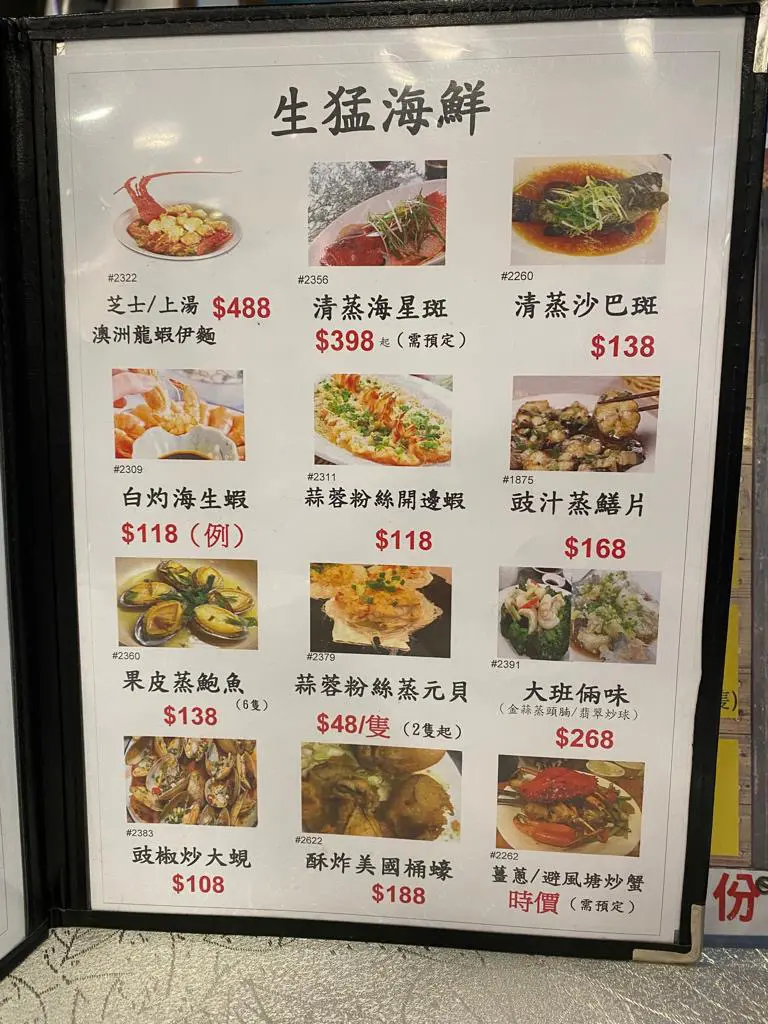 生猛海鮮
#2322
芝士/上湯 $488
澳洲龍蝦伊麵
#2356
清蒸海星斑
$398起（需預定）
#2260
清蒸沙巴斑
$138
#2309
白灼海生蝦
$118（例）
#2311
蒜蓉粉絲開邊蝦
$118
#1875
豉汁蒸鱔片
$168
#2360
果皮蒸鮑魚
$138（6隻）
#2379
蒜蓉粉絲蒸元貝
$48/隻（2隻起）
#2391
大班倆味
（金蒜蒸頭腩/翡翠炒球）
$268
#2383
豉椒炒大蜆
$108
#2622
酥炸美國桶蠔
$188
#2262
薑蔥/避風塘炒蟹
時價（需預定）
隻)
份